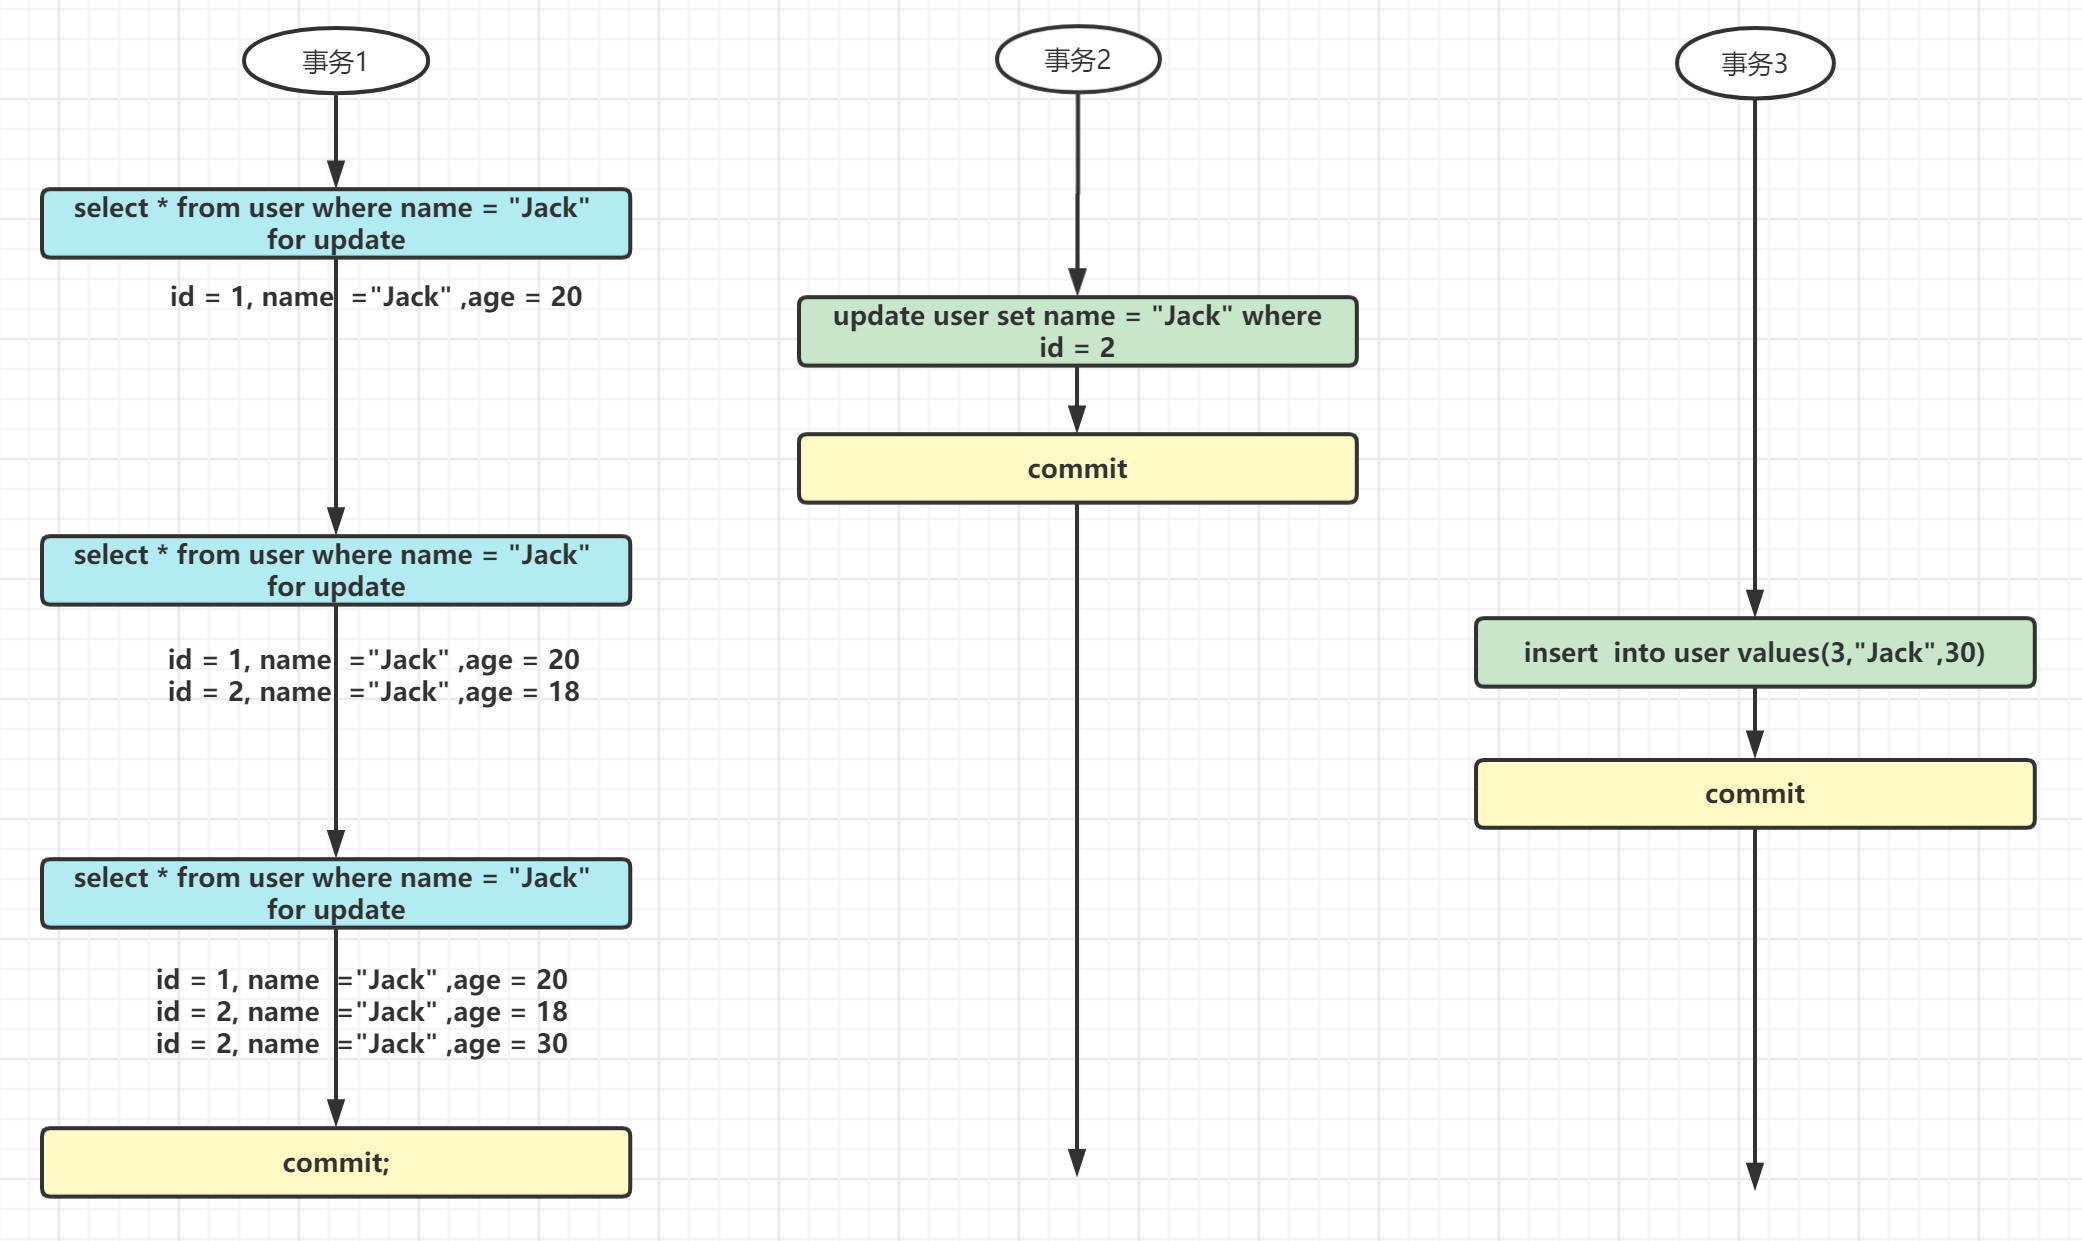 事务1
事务2
事务3
select * from user where name = "Jack"
for update
id = 1, name  ="Jack" ,age = 20
update user set name = "Jack" where
id = 2
commit
select * from user where name = "Jack"
for update
id = 1, name  ="Jack" ,age = 20
id = 2, name  ="Jack" ,age = 18
insert  into user values(3,"Jack",30)
commit
select * from user where name = "Jack"
for update
id = 1, name  ="Jack" ,age = 20
id = 2, name  ="Jack" ,age = 18
id = 2, name  ="Jack" ,age = 30
commit;